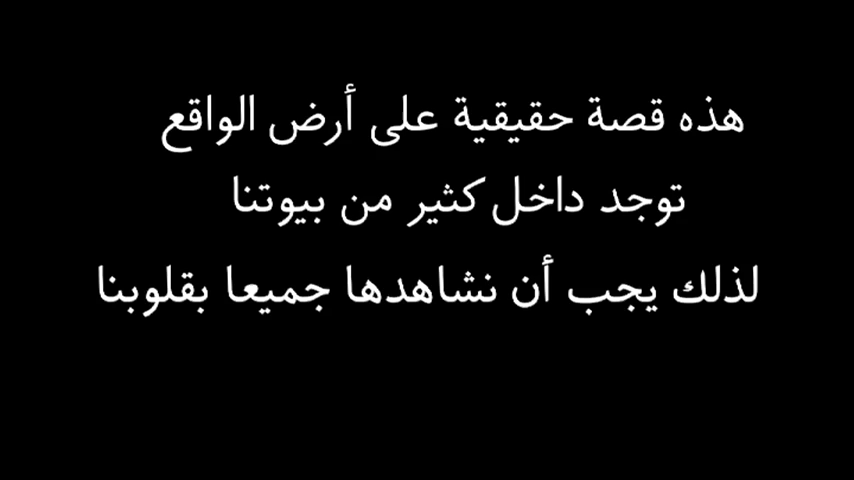 هذه قصة حقيقية على أرض الواقع
توجد داخل كثير من بيوتنا
لذلك يجب أن نشاهدها جميعا بقلوبنا